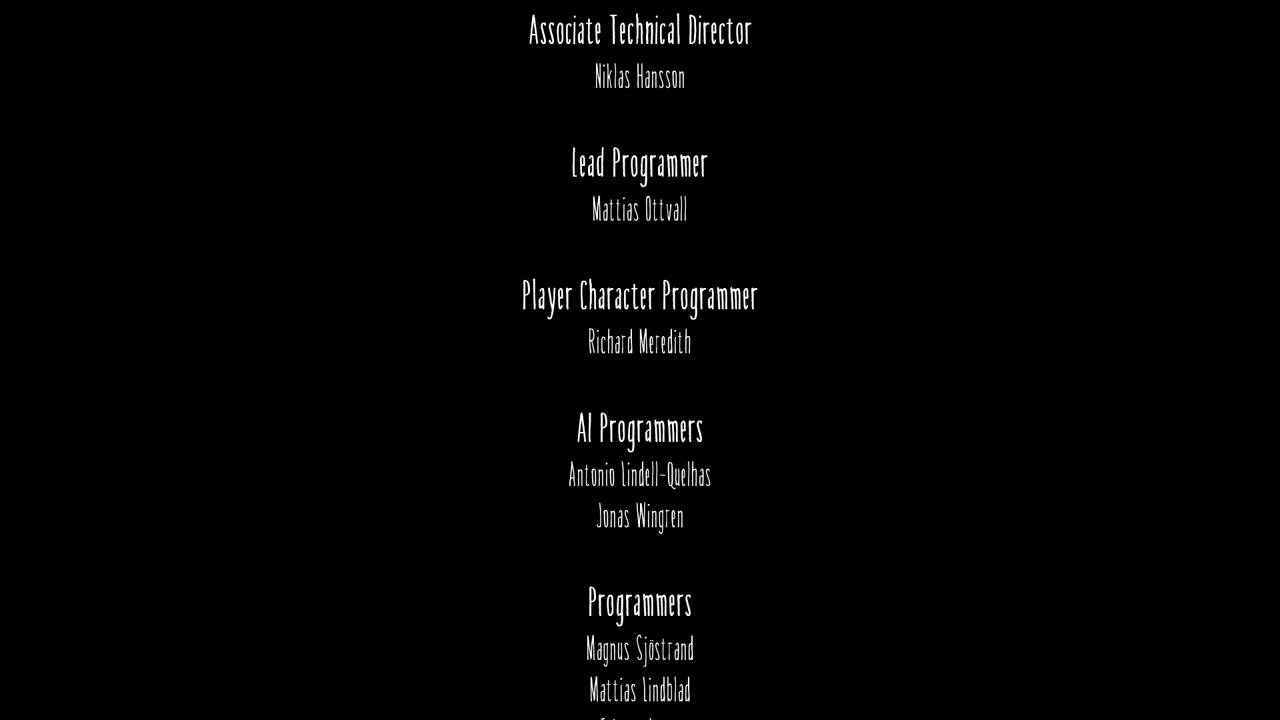 Associate Technical Director
Niklas Hansson
Lead Programmer
Mattias Ottvall
Player Character Programmer
Richard Meredith
AI Programmers
Antonio Lindell-Quelhas
Jonas Wingren
Programmers
Magnus Sjöstrand
Mattias Lindblad